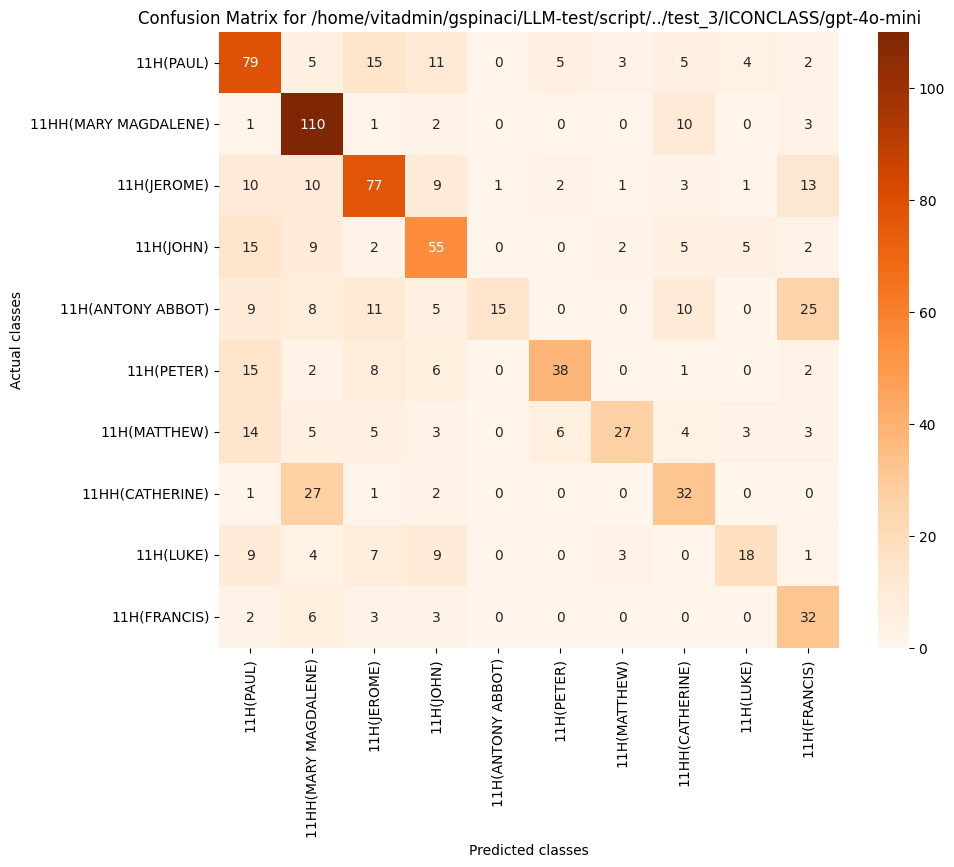 Confusion Matrix for /home/vitadmin/gspinaci/LLM-test/script/../test_3/ICONCLASS/gpt-4o-mini
11H(PAUL) 79 5 15 11 0 5 3 5 4 2
11HH(MARY MAGDALENE) 1 110 1 2 0 0 0 10 0 3
11H(JEROME) 10 10 77 9 1 2 1 3 1 13
11H(JOHN) 15 9 2 55 0 0 2 5 5 2
11H(ANTONY ABBOT) 9 8 11 5 15 0 0 10 0 25
11H(PETER) 15 2 8 6 0 38 0 1 0 2
11H(MATTHEW) 14 5 5 3 0 6 27 4 3 3
11HH(CATHERINE) 1 27 1 2 0 0 0 32 0 0
11H(LUKE) 9 4 7 9 0 0 3 0 18 1
11H(FRANCIS) 2 6 3 3 0 0 0 0 0 32
Actual classes
11H(PAUL)
11HH(MARY MAGDALENE)
11H(JEROME)
11H(JOHN)
11H(ANTONY ABBOT)
11H(PETER)
11H(MATTHEW)
11HH(CATHERINE)
11H(LUKE)
11H(FRANCIS)
Predicted classes
100
80
60
40
20
0